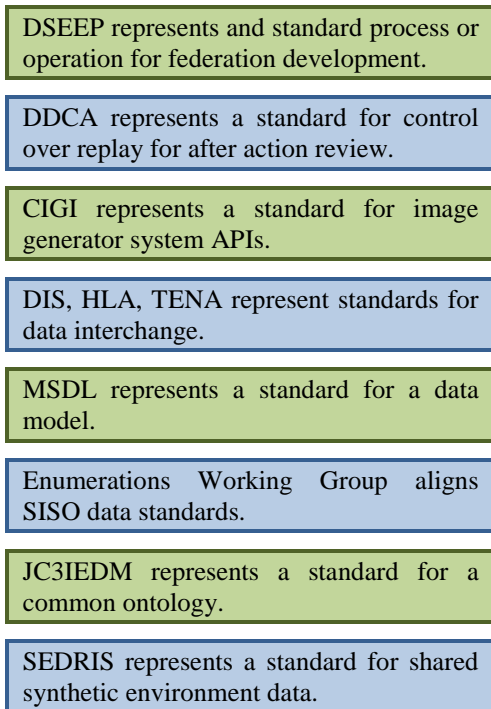 DSEEP represents and standard process or
operation for federation development.
DDCA represents a standard for control
over replay for after action review.
CIGI represents a standard for image
generator system APIs.
DIS, HLA, TENA represent standards for
data interchange.
MSDL represents a standard for a data
model.
Enumerations Working Group aligns
SISO data standards.
JC3IEDM represents a standard for a
common ontology.
SEDRIS represents a standard for shared
synthetic environment data.